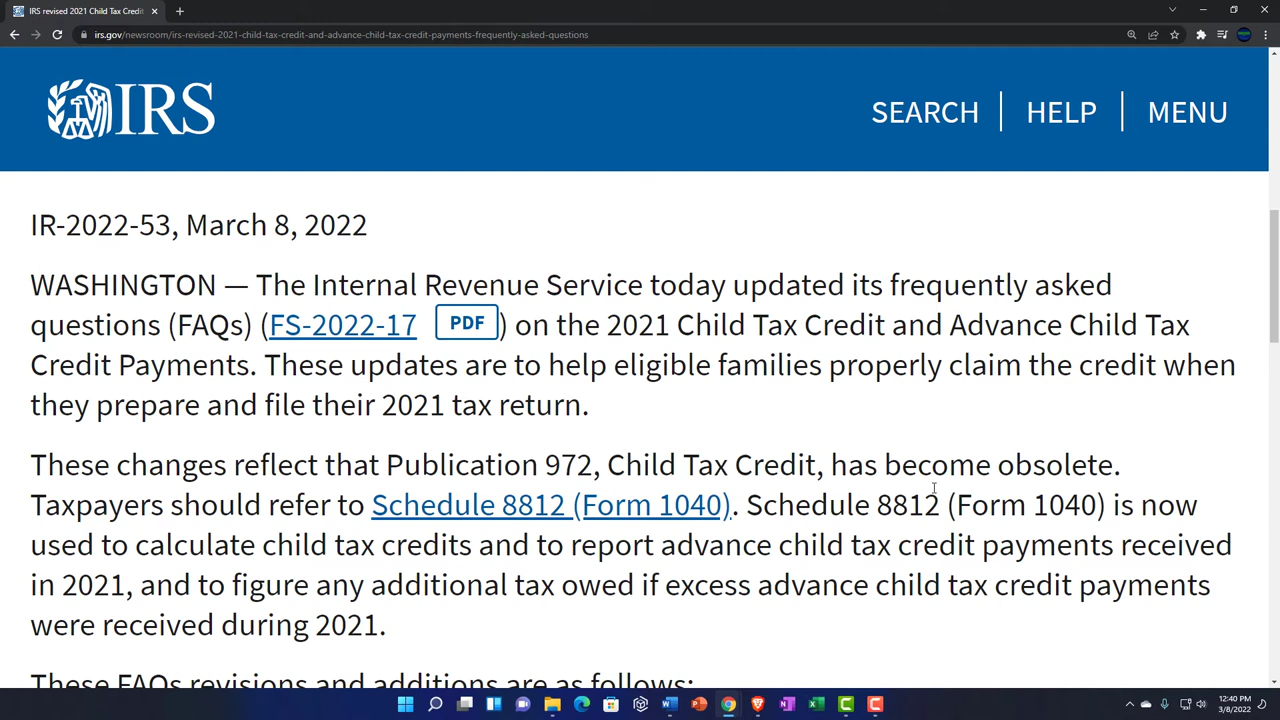 IRS revised 2021 Child Tax Credit
irs.gov/newsroom/irs-revised-2021-child-tax-credit-and-advance-child-tax-credit-payments-frequently-asked-questions
IRS SEARCH HELP MENU
IR-2022-53, March 8, 2022
WASHINGTON — The Internal Revenue Service today updated its frequently asked
questions (FAQs) (FS-2022-17 PDF) on the 2021 Child Tax Credit and Advance Child Tax
Credit Payments. These updates are to help eligible families properly claim the credit when
they prepare and file their 2021 tax return.
These changes reflect that Publication 972, Child Tax Credit, has become obsolete.
Taxpayers should refer to Schedule 8812 (Form 1040). Schedule 8812 (Form 1040) is now
used to calculate child tax credits and to report advance child tax credit payments received
in 2021, and to figure any additional tax owed if excess advance child tax credit payments
were received during 2021.
These FAQs revisions and additions are as follows:
12:40 PM
3/8/2022